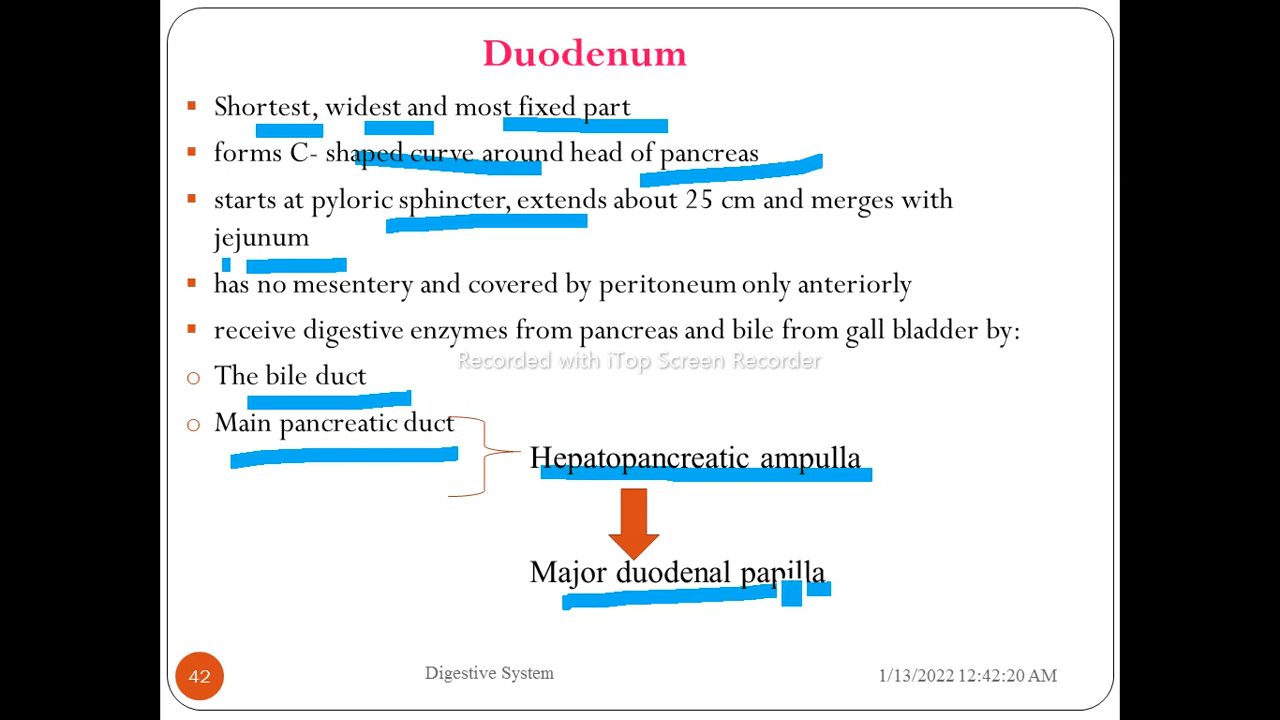 Duodenum
Shortest, widest and most fixed part
forms C- shaped curve around head of pancreas
starts at pyloric sphincter, extends about 25 cm and merges with
jejunum
has no mesentery and covered by peritoneum only anteriorly
receive digestive enzymes from pancreas and bile from gall bladder by:
Recorded with iTop Screen Recorder
The bile duct
Main pancreatic duct
Hepatopancreatic ampulla
Major duodenal papilla
42
Digestive System
1/13/2022 12:42:20 AM